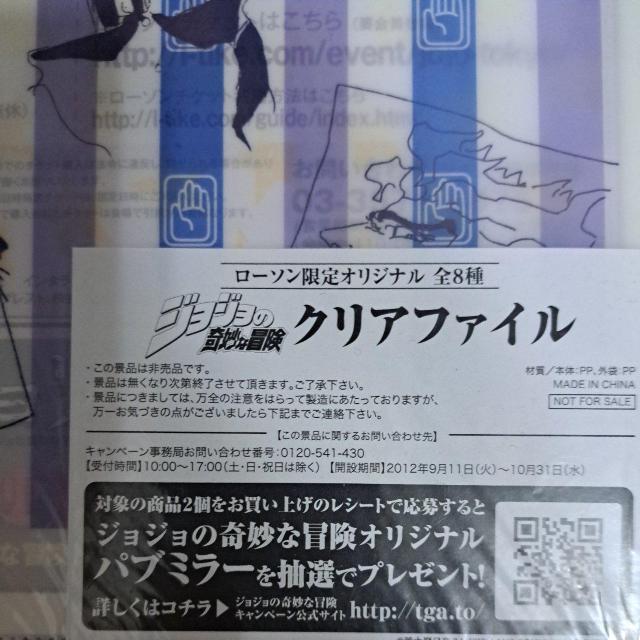 はこちら
http://l-tike.com/event/
※ローソンチケット
方法はこちら
http://l-tike.com/guide/index.htm
お問い
03-3
ローソン限定オリジナル 全8種
ジョジョの奇妙な冒険 クリアファイル
・この景品は非売品です。
・景品は無くなり次第終了させて頂きます。ご了承下さい。
・景品につきましては、万全の注意をはらって製造にあたっておりますが、
万一お気づきの点がございましたら下記までご連絡下さい。
材質／本体:PP、外袋:PP
MADE IN CHINA
NOT FOR SALE
【この景品に関するお問い合わせ先】
キャンペーン事務局お問い合わせ番号:0120-541-430
【受付時間】10:00〜17:00(土・日・祝日は除く) 【開設期間】2012年9月11日(火)〜10月31日(水)
対象の商品2個をお買い上げのレシートで応募すると
ジョジョの奇妙な冒険オリジナル
パブミラーを抽選でプレゼント!
詳しくはコチラ▶ ジョジョの奇妙な冒険 キャンペーン公式サイト http://tga.to/